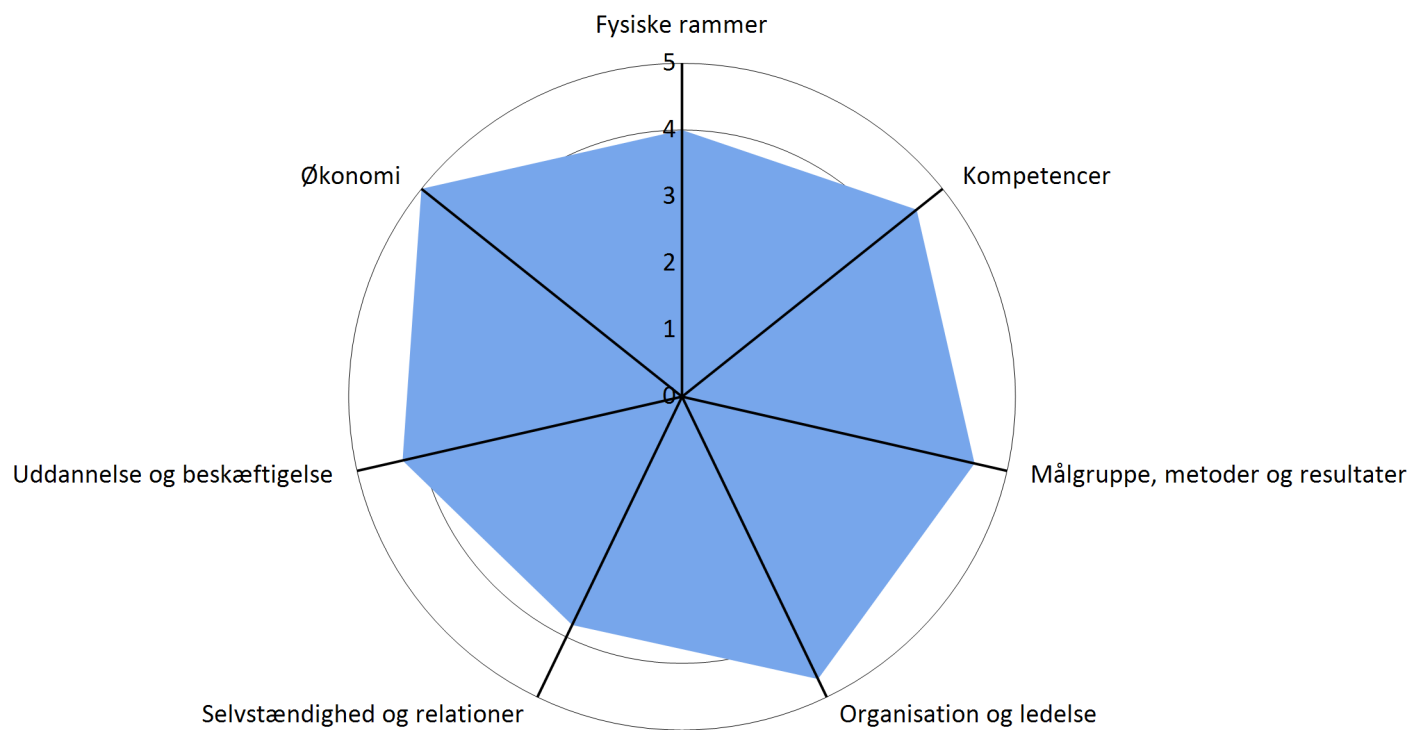 Fysiske rammer
5
4
3
2
1
0
Økonomi
Kompetencer
Uddannelse og beskæftigelse
Målgruppe, metoder og resultater
Selvstændighed og relationer
Organisation og ledelse